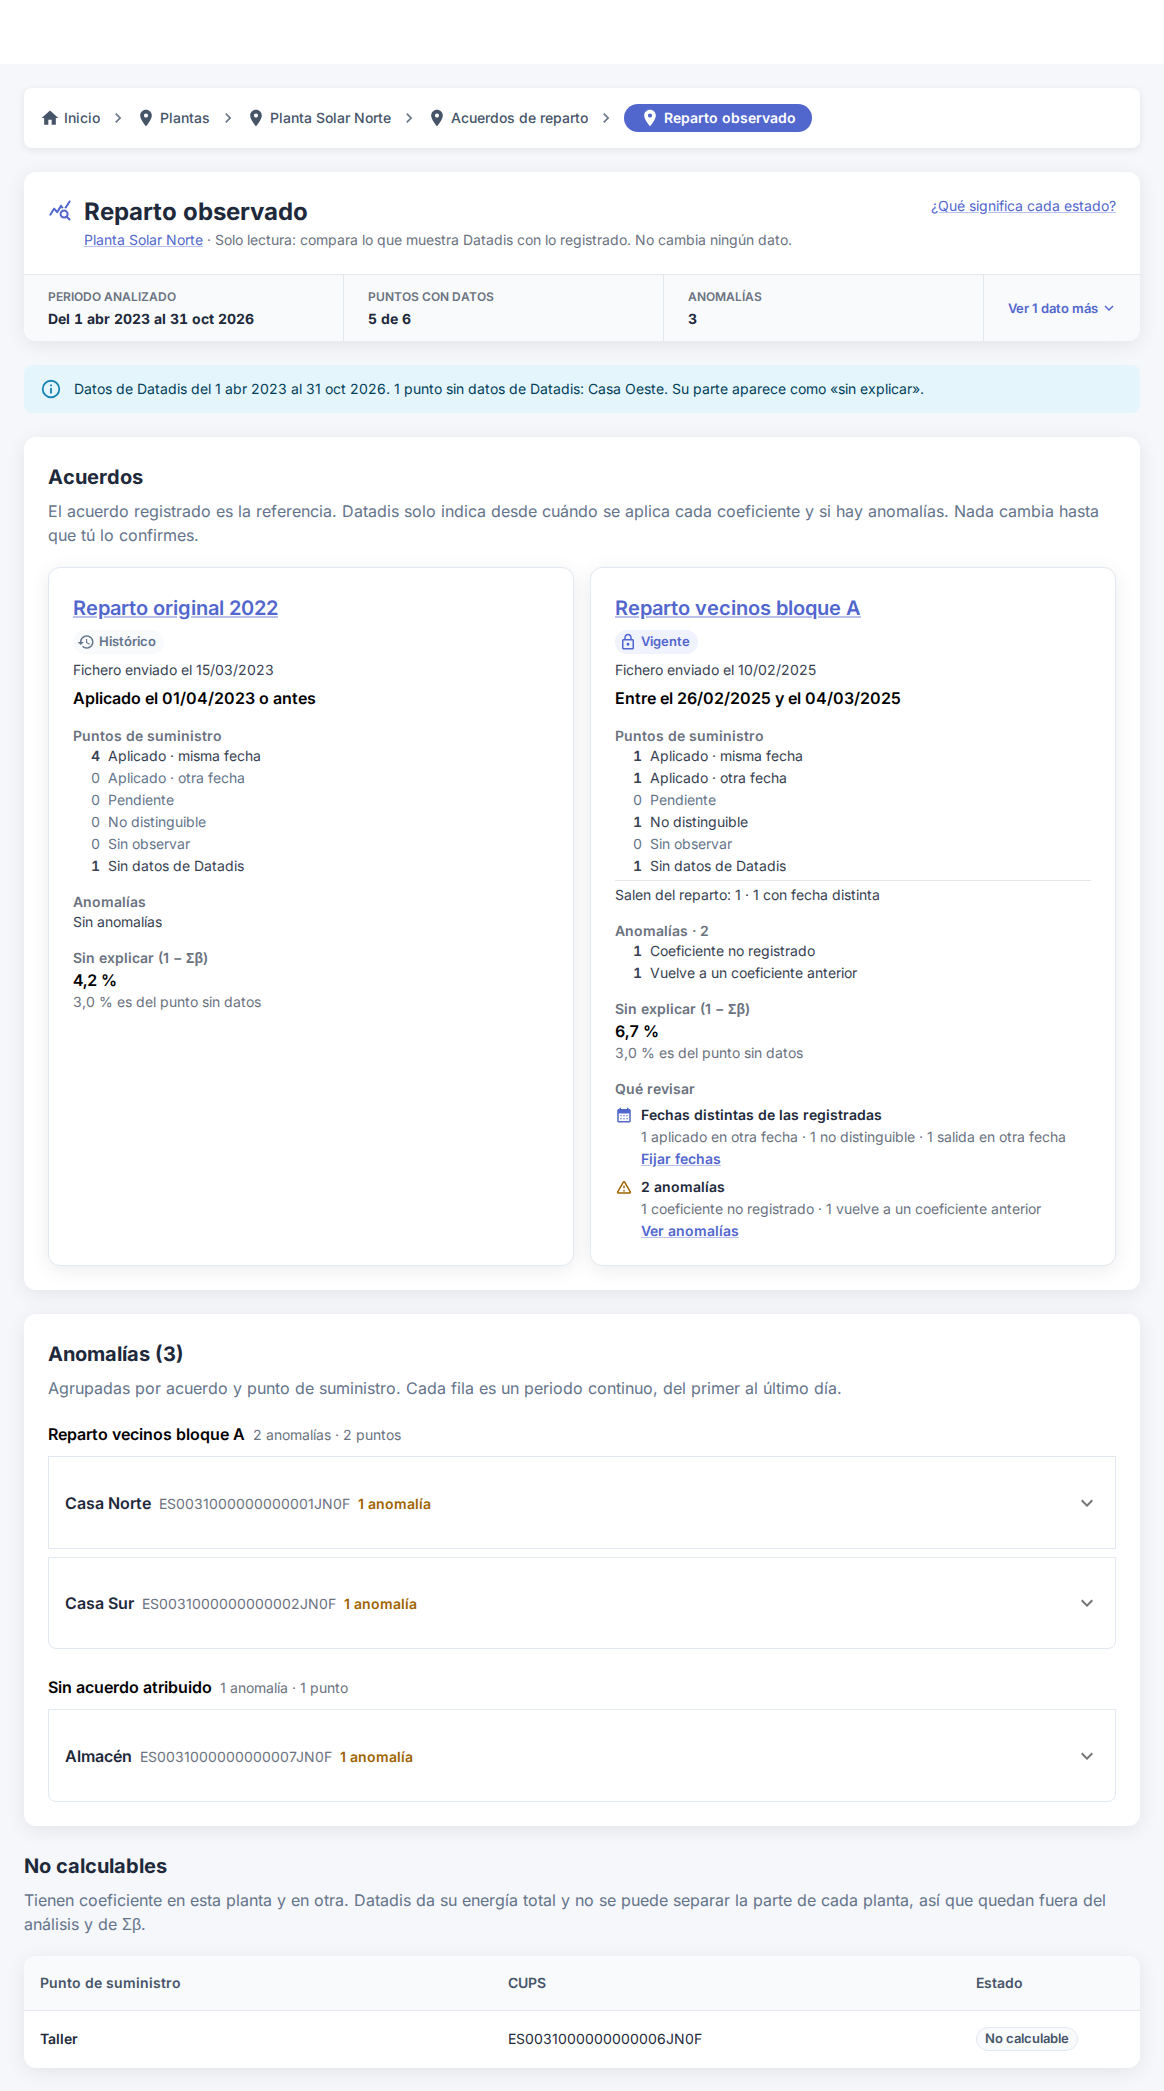 Inicio
Plantas
Planta Solar Norte
Acuerdos de reparto
Reparto observado
Reparto observado
¿Qué significa cada estado?
Planta Solar Norte · Solo lectura: compara lo que muestra Datadis con lo registrado. No cambia ningún dato.
PERIODO ANALIZADO
Del 1 abr 2023 al 31 oct 2026
PUNTOS CON DATOS
5 de 6
ANOMALÍAS
3
Ver 1 dato más
Datos de Datadis del 1 abr 2023 al 31 oct 2026. 1 punto sin datos de Datadis: Casa Oeste. Su parte aparece como «sin explicar».
Acuerdos
El acuerdo registrado es la referencia. Datadis solo indica desde cuándo se aplica cada coeficiente y si hay anomalías. Nada cambia hasta
que tú lo confirmes.
Reparto original 2022
Histórico
Fichero enviado el 15/03/2023
Aplicado el 01/04/2023 o antes
Puntos de suministro
4 Aplicado · misma fecha
0 Aplicado · otra fecha
0 Pendiente
0 No distinguible
0 Sin observar
1 Sin datos de Datadis
Anomalías
Sin anomalías
Sin explicar (1 – Σβ)
4,2 %
3,0 % es del punto sin datos
Reparto vecinos bloque A
Vigente
Fichero enviado el 10/02/2025
Entre el 26/02/2025 y el 04/03/2025
Puntos de suministro
1 Aplicado · misma fecha
1 Aplicado · otra fecha
0 Pendiente
1 No distinguible
0 Sin observar
1 Sin datos de Datadis
Salen del reparto: 1 · 1 con fecha distinta
Anomalías · 2
1 Coeficiente no registrado
1 Vuelve a un coeficiente anterior
Sin explicar (1 – Σβ)
6,7 %
3,0 % es del punto sin datos
Qué revisar
Fechas distintas de las registradas
1 aplicado en otra fecha · 1 no distinguible · 1 salida en otra fecha
Fijar fechas
2 anomalías
1 coeficiente no registrado · 1 vuelve a un coeficiente anterior
Ver anomalías
Anomalías (3)
Agrupadas por acuerdo y punto de suministro. Cada fila es un periodo continuo, del primer al último día.
Reparto vecinos bloque A 2 anomalías · 2 puntos
Casa Norte ES0031000000000001JN0F 1 anomalía
Casa Sur ES0031000000000002JN0F 1 anomalía
Sin acuerdo atribuido 1 anomalía · 1 punto
Almacén ES0031000000000007JN0F 1 anomalía
No calculables
Tienen coeficiente en esta planta y en otra. Datadis da su energía total y no se puede separar la parte de cada planta, así que quedan fuera del
análisis y de Σβ.
Punto de suministro CUPS Estado
Taller ES0031000000000006JN0F No calculable